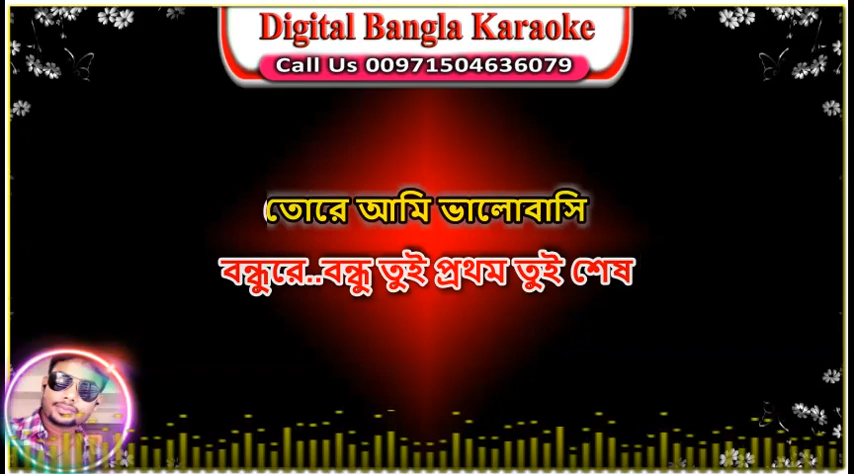 Digital Bangla Karaoke
Call Us 00971504636079
তোরে আমি ভালোবাসি
বন্ধুরে..বন্ধু তুই প্রথম তুই শেষ